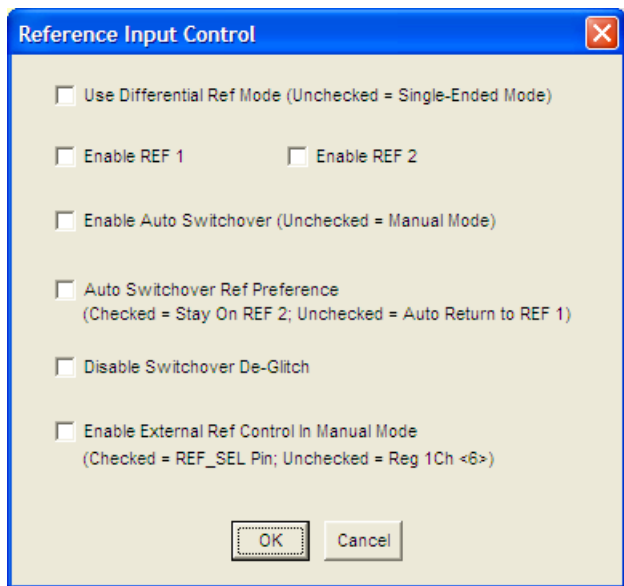 Reference Input Control
Use Differential Ref Mode (Unchecked = Single-Ended Mode)
Enable REF 1 Enable REF 2
Enable Auto Switchover (Unchecked = Manual Mode)
Auto Switchover Ref Preference
(Checked = Stay On REF 2; Unchecked = Auto Return to REF 1)
Disable Switchover De-Glitch
Enable External Ref Control In Manual Mode
(Checked = REF_SEL Pin; Unchecked = Reg 1Ch <6>)
OK Cancel